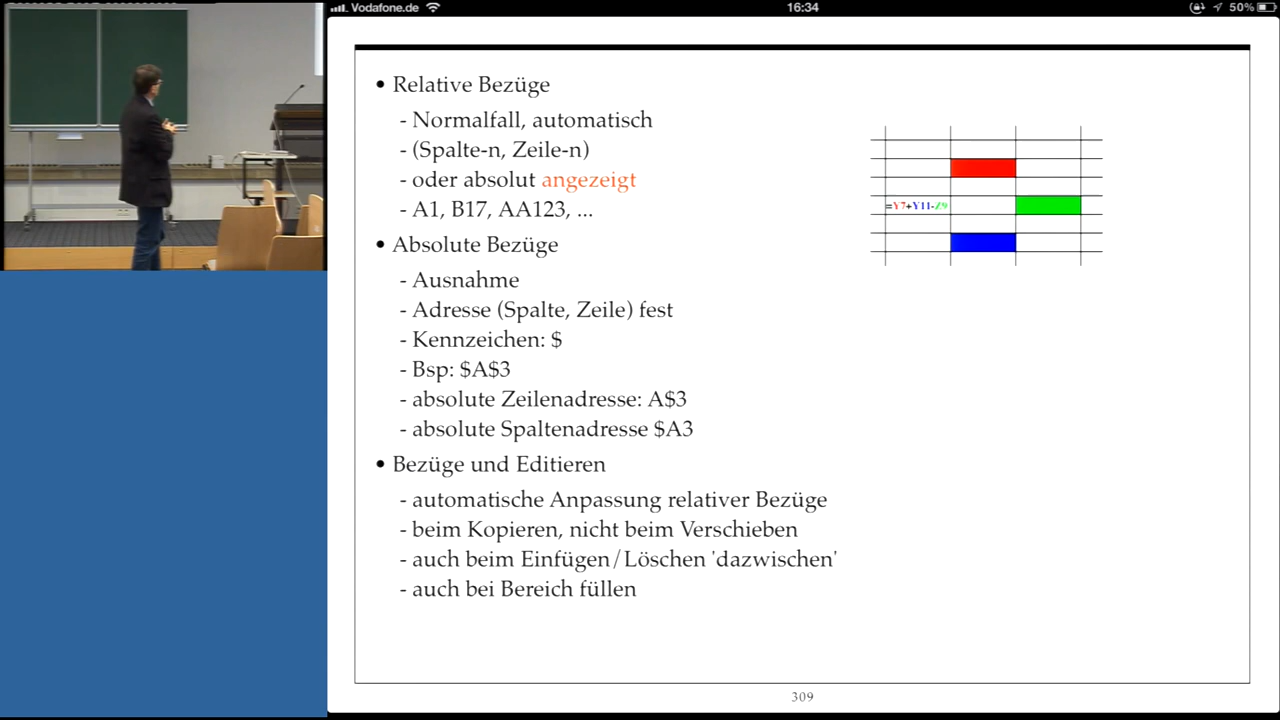 Vodafone.de
16:34
50%
• Relative Bezüge
- Normalfall, automatisch
- (Spalte-n, Zeile-n)
- oder absolut angezeigt
- A1, B17, AA123, ...
=Y7+Y11-Z9
• Absolute Bezüge
- Ausnahme
- Adresse (Spalte, Zeile) fest
- Kennzeichen: $
- Bsp: $A$3
- absolute Zeilenadresse: A$3
- absolute Spaltenadresse $A3
• Bezüge und Editieren
- automatische Anpassung relativer Bezüge
- beim Kopieren, nicht beim Verschieben
- auch beim Einfügen/Löschen 'dazwischen'
- auch bei Bereich füllen
309